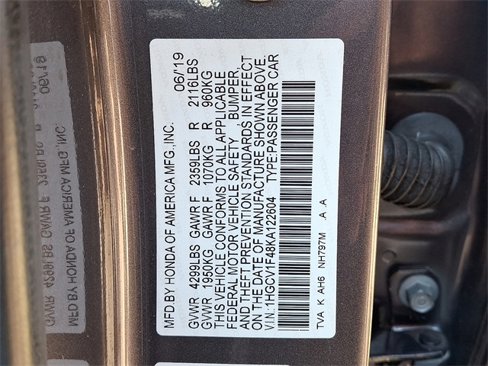 MFD BY HONDA OF AMERICA MFG.,INC. 06/19
GVWR 4299LBS GAWR F 2359LBS R 2116LBS
GVWR 1950KG GAWR F 1070KG R 960KG
THIS VEHICLE CONFORMS TO ALL APPLICABLE
FEDERAL MOTOR VEHICLE SAFETY, BUMPER,
AND THEFT PREVENTION STANDARDS IN EFFECT
ON THE DATE OF MANUFACTURE SHOWN ABOVE.
V.I.N:1HGCV1F48KA122604 TYPE:PASSENGER CAR
TVA K AH6 NH797M A A